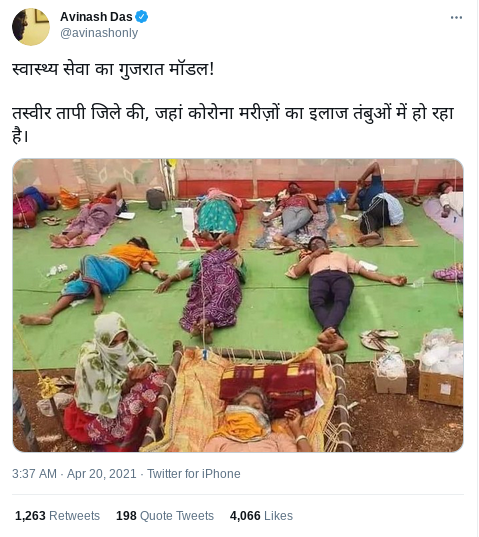 Avinash Das
@avinashonly
स्वास्थ्य सेवा का गुजरात मॉडल!
तस्वीर तापी जिले की, जहां कोरोना मरीज़ों का इलाज तंबुओं में हो रहा
है।
3:37 AM · Apr 20, 2021 · Twitter for iPhone
1,263 Retweets 198 Quote Tweets 4,066 Likes